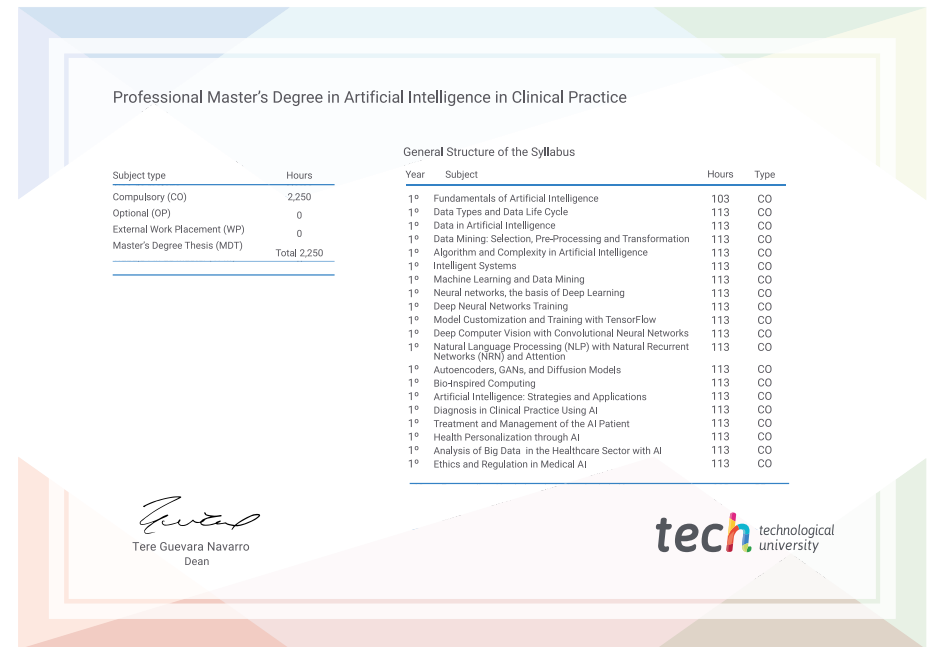 Professional Master's Degree in Artificial Intelligence in Clinical Practice
Subject type Hours
Compulsory (CO) 2,250
Optional (OP) 0
External Work Placement (WP) 0
Master's Degree Thesis (MDT)
Total 2,250
General Structure of the Syllabus
Year Subject Hours Type
1º Fundamentals of Artificial Intelligence 103 CO
1º Data Types and Data Life Cycle 113 CO
1º Data in Artificial Intelligence 113 CO
1º Data Mining: Selection, Pre-Processing and Transformation 113 CO
1º Algorithm and Complexity in Artificial Intelligence 113 CO
1º Intelligent Systems 113 CO
1º Machine Learning and Data Mining 113 CO
1º Neural networks, the basis of Deep Learning 113 CO
1º Deep Neural Networks Training 113 CO
1º Model Customization and Training with TensorFlow 113 CO
1º Deep Computer Vision with Convolutional Neural Networks 113 CO
1º Natural Language Processing (NLP) with Natural Recurrent 113 CO
Networks (NRN) and Attention
1º Autoencoders, GANs, and Diffusion Models 113 CO
1º Bio-Inspired Computing 113 CO
1º Artificial Intelligence: Strategies and Applications 113 CO
1º Diagnosis in Clinical Practice Using AI 113 CO
1º Treatment and Management of the AI Patient 113 CO
1º Health Personalization through AI 113 CO
1º Analysis of Big Data in the Healthcare Sector with AI 113 CO
1º Ethics and Regulation in Medical AI 113 CO
Tere Guevara Navarro
Dean
tech technological
university